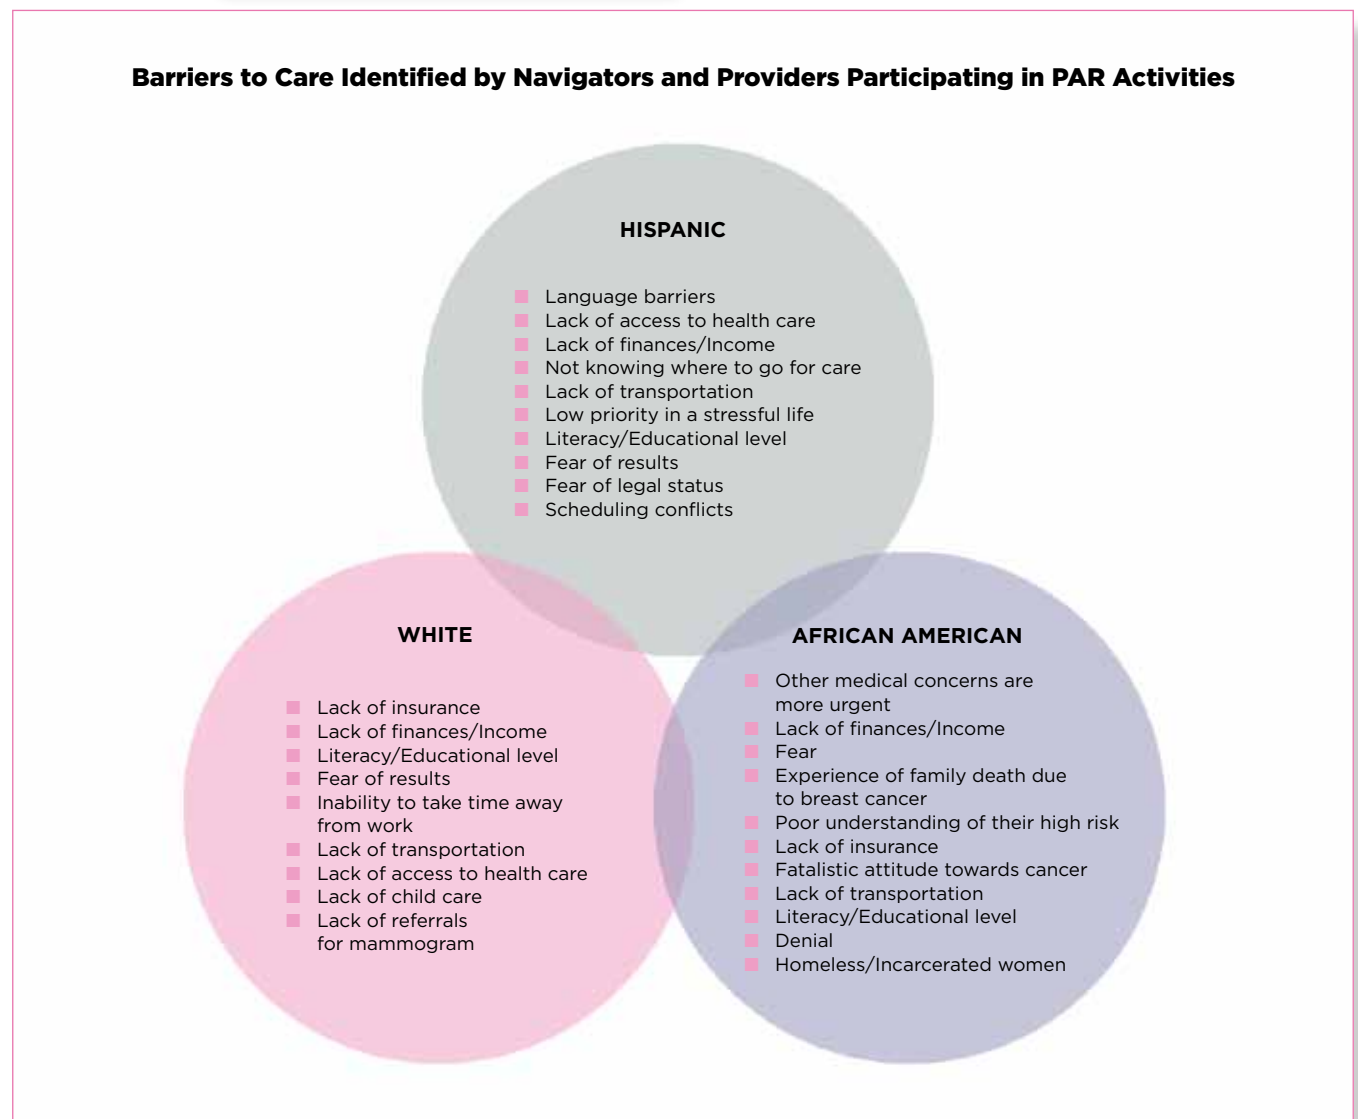 Barriers to Care Identified by Navigators and Providers Participating in PAR Activities
HISPANIC
Language barriers
Lack of access to health care
Lack of finances/Income
Not knowing where to go for care
Lack of transportation
Low priority in a stressful life
Literacy/Educational level
Fear of results
Fear of legal status
Scheduling conflicts
WHITE
Lack of insurance
Lack of finances/Income
Literacy/Educational level
Fear of results
Inability to take time away
from work
Lack of transportation
Lack of access to health care
Lack of child care
Lack of referrals
for mammogram
AFRICAN AMERICAN
Other medical concerns are
more urgent
Lack of finances/Income
Fear
Experience of family death due
to breast cancer
Poor understanding of their high risk
Lack of insurance
Fatalistic attitude towards cancer
Lack of transportation
Literacy/Educational level
Denial
Homeless/Incarcerated women